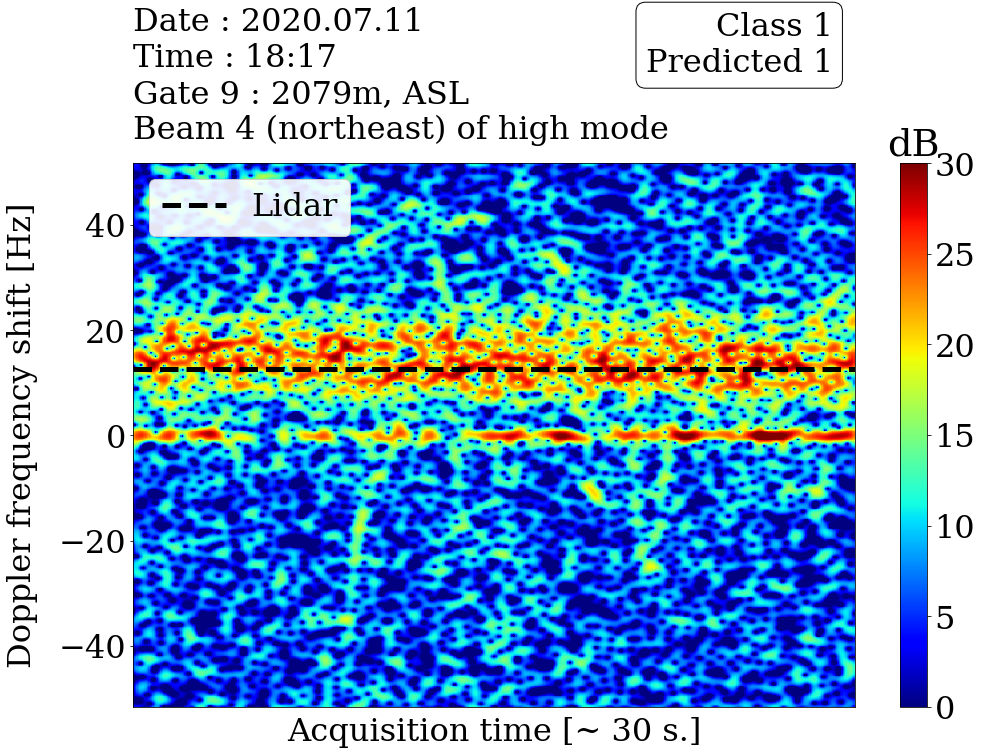 Date : 2020.07.11
Time : 18:17
Gate 9 : 2079m, ASL
Beam 4 (northeast) of high mode
Class 1
Predicted 1
dB
Lidar
Doppler frequency shift [Hz]
40
20
0
−20
−40
Acquisition time [~ 30 s.]
30
25
20
15
10
5
0